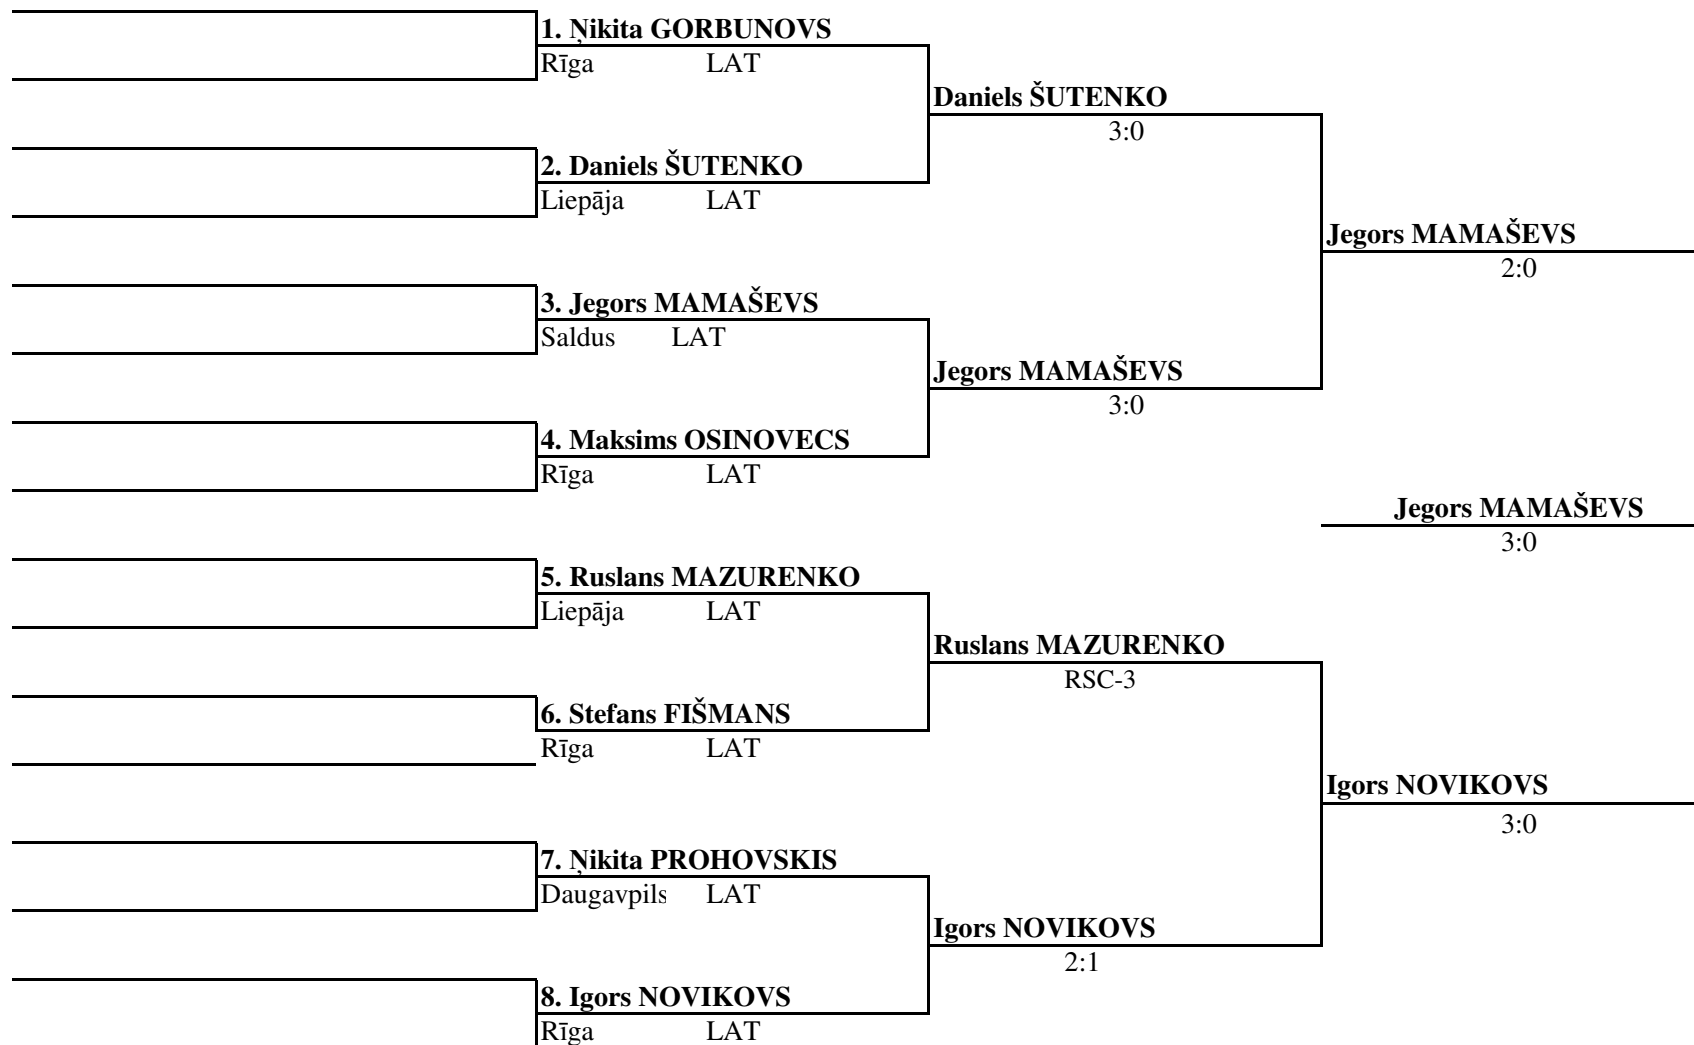 1. Ņikita GORBUNOVS
Rīga LAT
Daniels ŠUTENKO
3:0
2. Daniels ŠUTENKO
Liepāja LAT
Jegors MAMAŠEVS
2:0
3. Jegors MAMAŠEVS
Saldus LAT
Jegors MAMAŠEVS
3:0
4. Maksims OSINOVECS
Rīga LAT
Jegors MAMAŠEVS
3:0
5. Ruslans MAZURENKO
Liepāja LAT
Ruslans MAZURENKO
RSC-3
6. Stefans FIŠMANS
Rīga LAT
Igors NOVIKOVS
3:0
7. Ņikita PROHOVSKIS
Daugavpils LAT
Igors NOVIKOVS
2:1
8. Igors NOVIKOVS
Rīga LAT